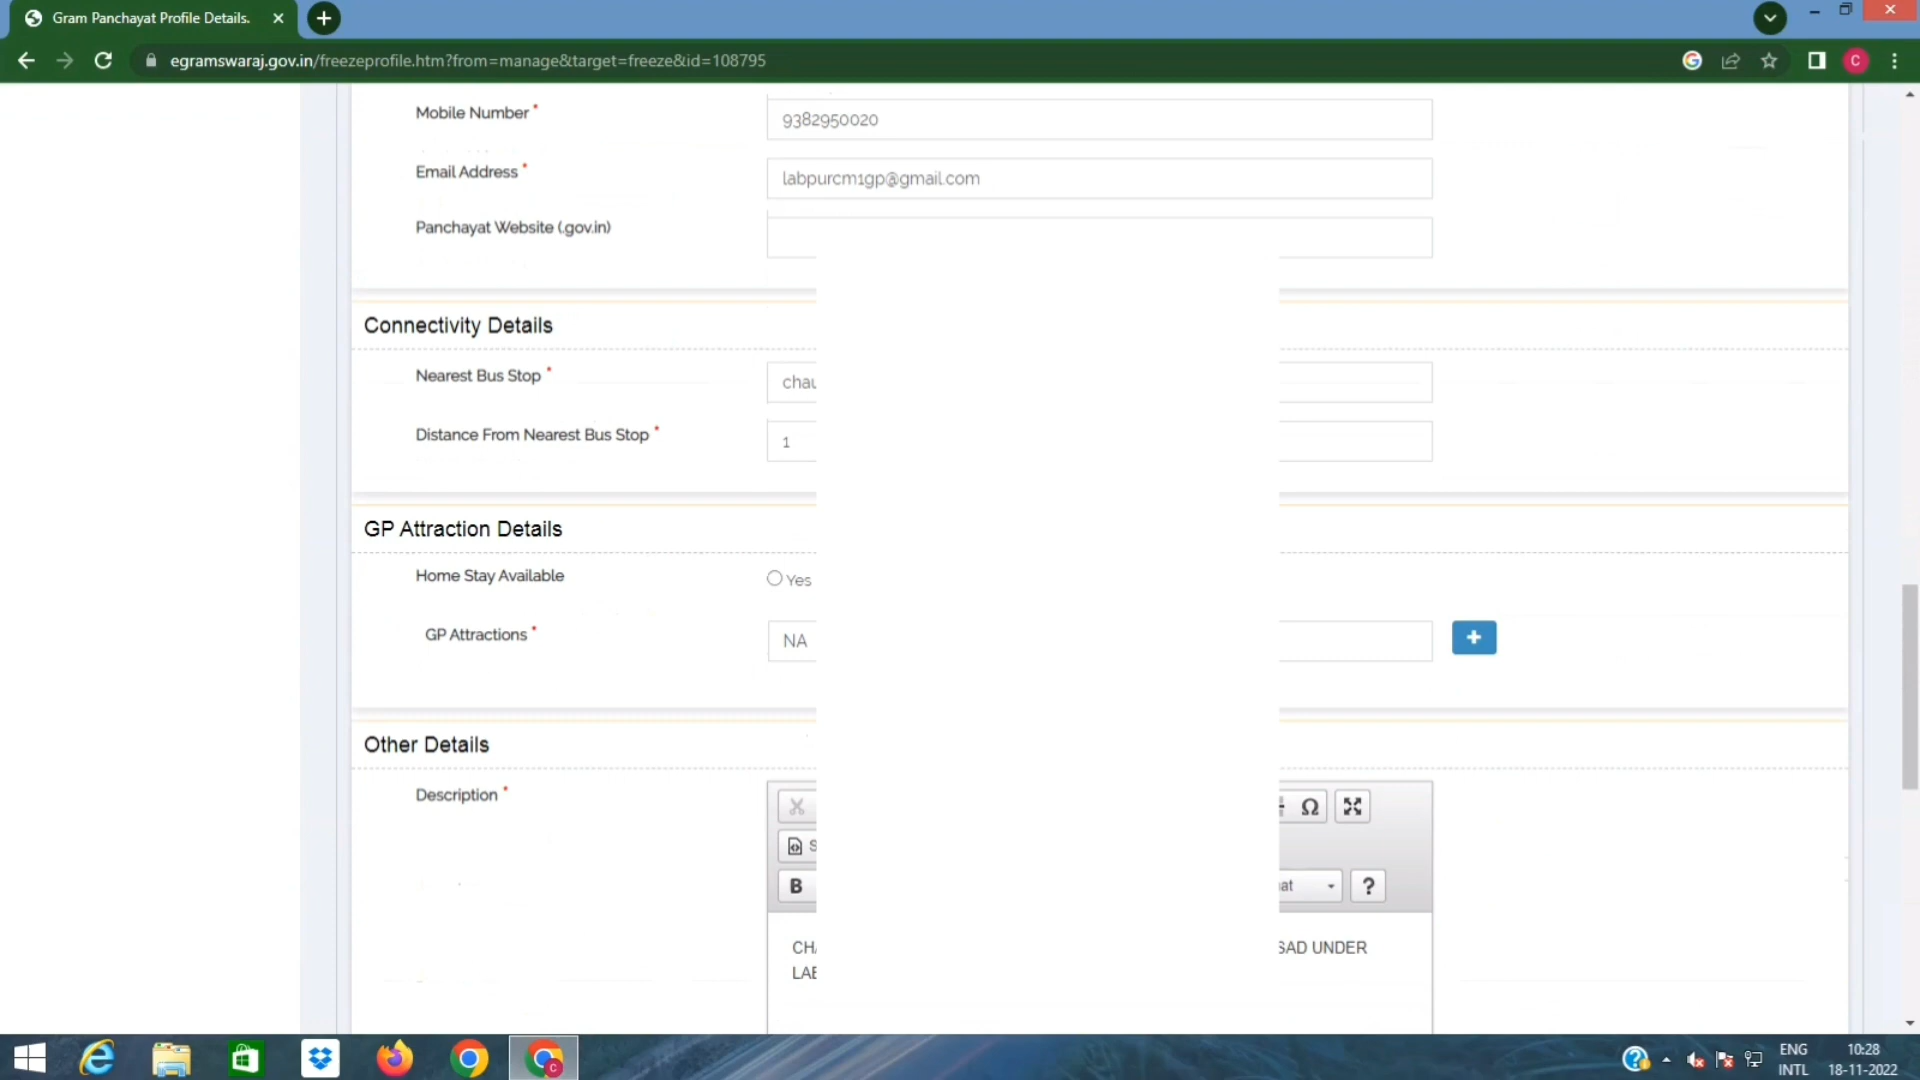 Gram Panchayat Profile Details.
egramswaraj.gov.in/freezeprofile.htm?from=manage&target=freeze&id=108795
C
Mobile Number *
9382950020
Email Address *
labpurcm1gp@gmail.com
Panchayat Website (.gov.in)
Connectivity Details
Nearest Bus Stop *
Distance From Nearest Bus Stop *
1
GP Attraction Details
Home Stay Available
Yes
GP Attractions *
NA
+
Other Details
Description *
Ω
B
?
UNDER
ENG
INTL
10:28
18-11-2022